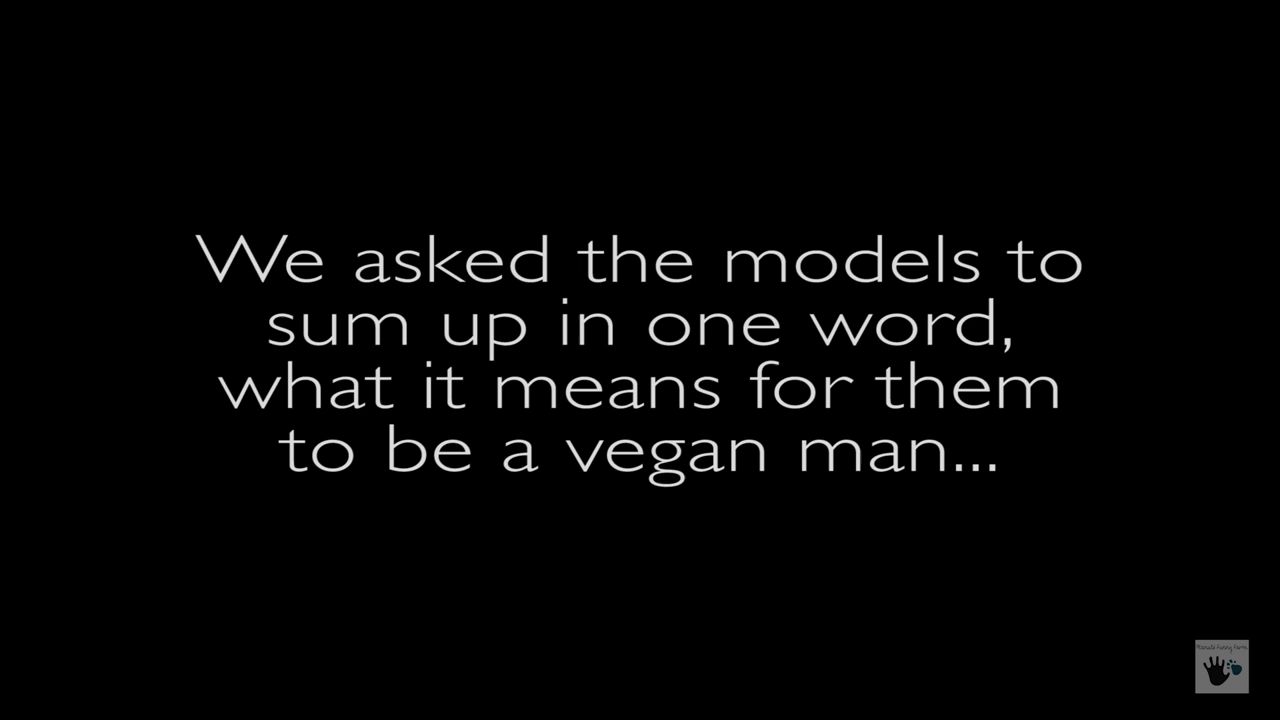 We asked the models to
sum up in one word,
what it means for them
to be a vegan man...